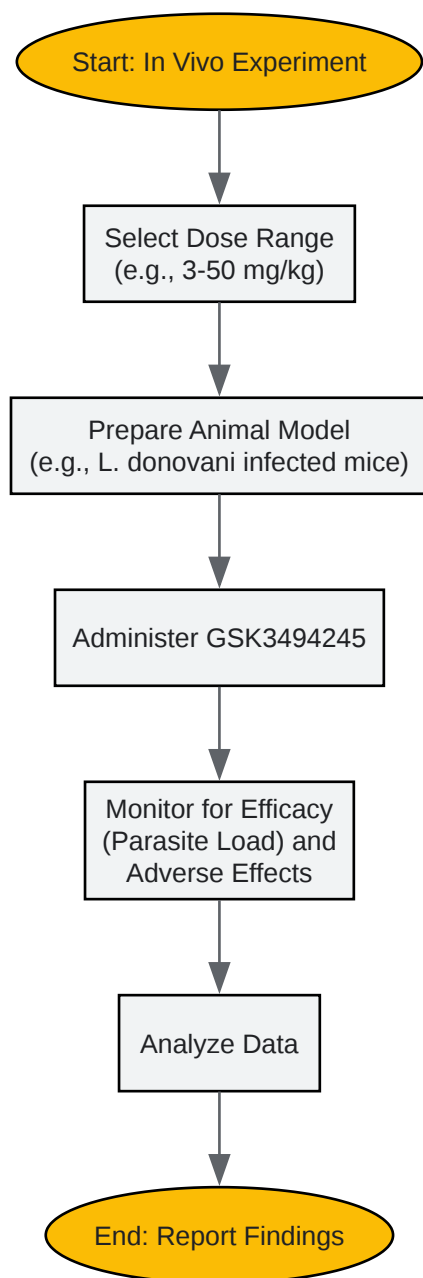 Start: In Vivo Experiment
Select Dose Range
(e.g., 3-50 mg/kg)
Prepare Animal Model
(e.g., L. donovani infected mice)
Administer GSK3494245
Monitor for Efficacy
(Parasite Load) and
Adverse Effects
Analyze Data
End: Report Findings